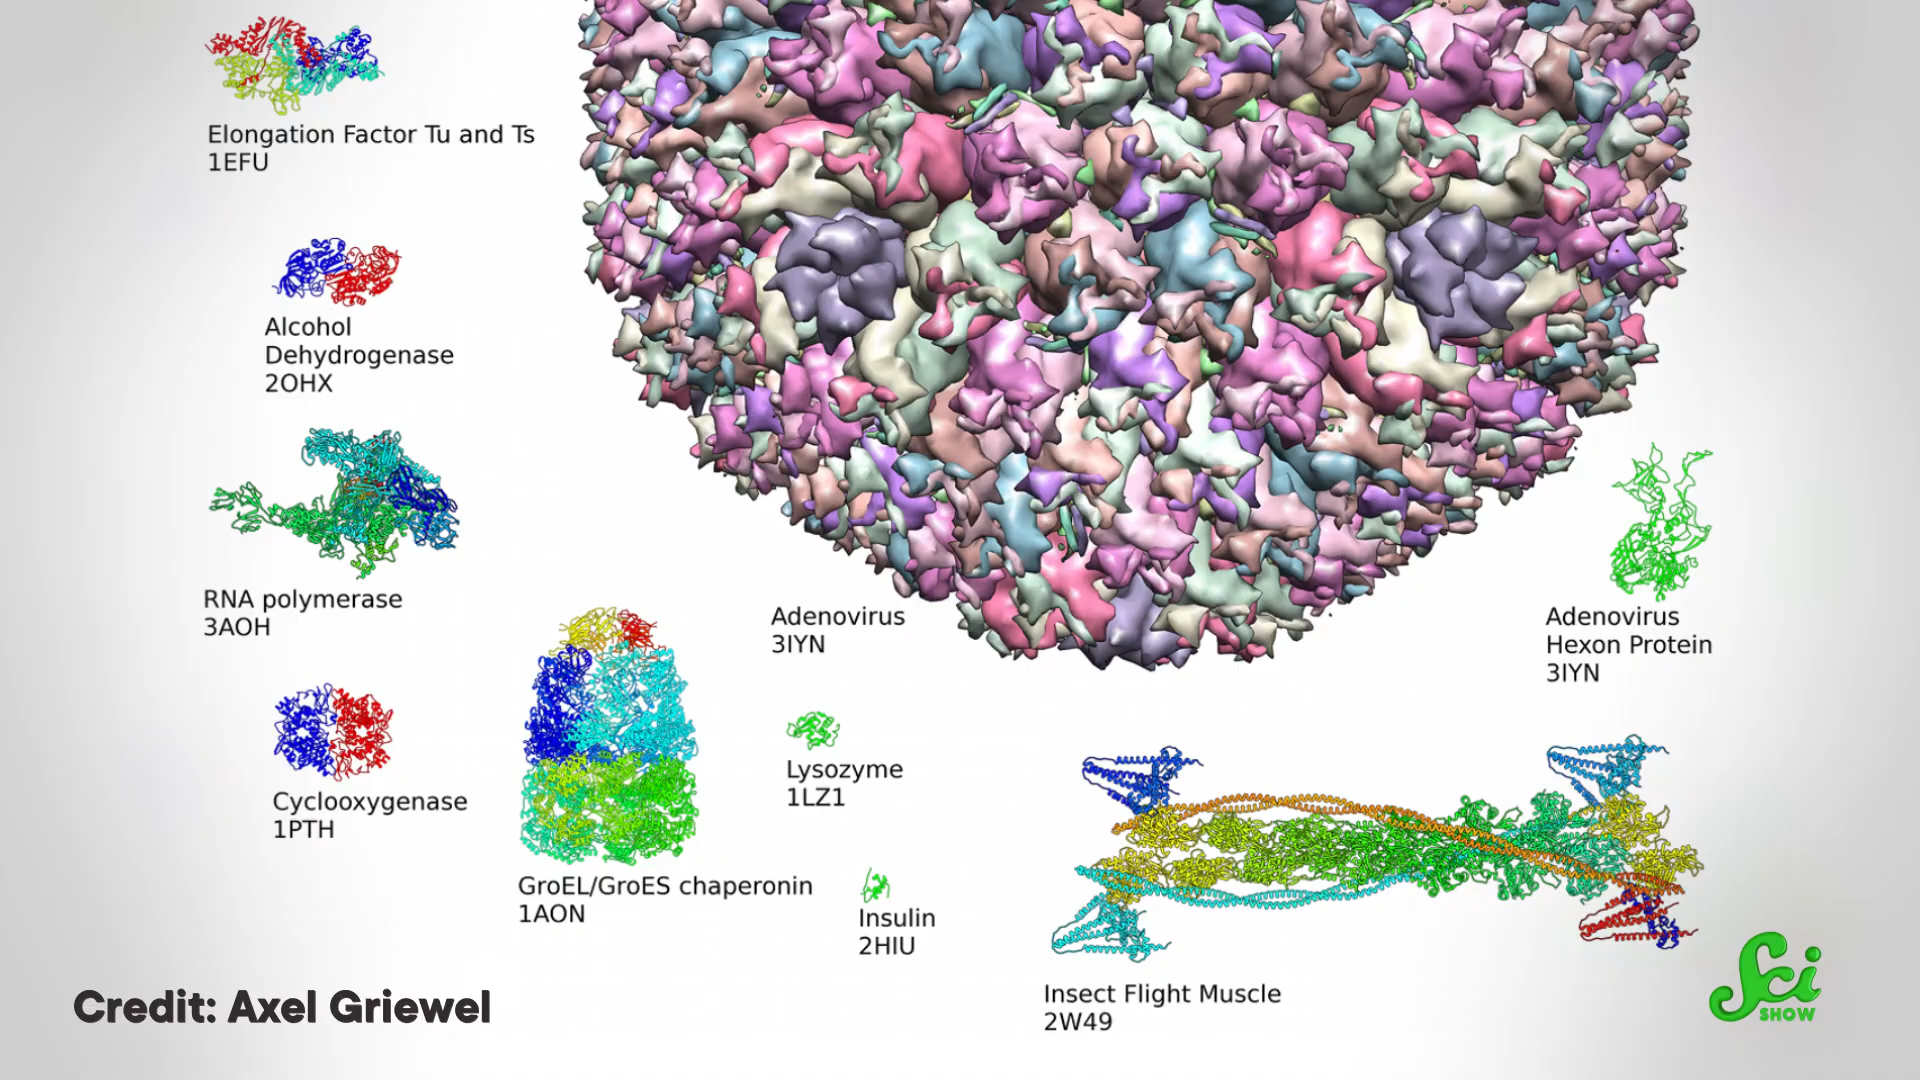 Elongation Factor Tu and Ts
1EFU
Alcohol
Dehydrogenase
2OHX
RNA polymerase
3AOH
Cyclooxygenase
1PTH
GroEL/GroES chaperonin
1AON
Adenovirus
3IYN
Lysozyme
1LZ1
Insulin
2HIU
Adenovirus
Hexon Protein
3IYN
Insect Flight Muscle
2W49
Credit: Axel Griewel
Sci
SHOW